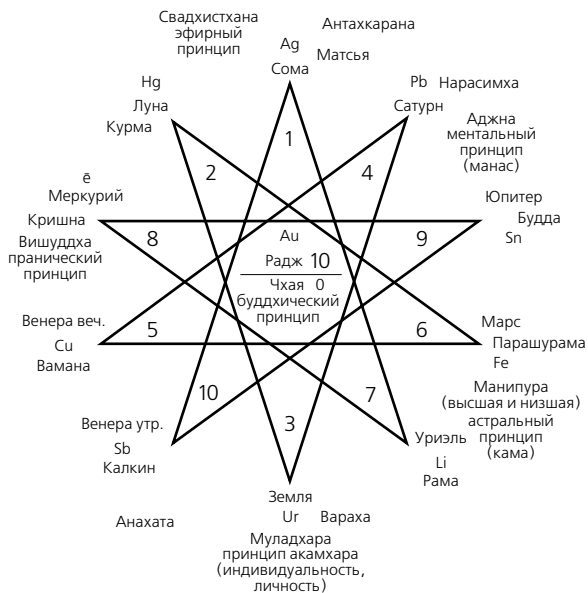 Свадхистхана
эфирный
принцип
Антахкарана
Ag
Матсья
Сома
Hg
Луна
Курма
Pb Нарасимха
Сатурн
Аджна
ментальный
принцип
(манас)
1
2
4
ē
Меркурий
Кришна
Вишуддха
пранический
принцип
Юпитер
Будда
Sn
8
9
Au
Радж 10
Чхая 0
буддхический
принцип
Венера веч.
Cu
Вамана
5
6
Марс
Парашурама
Fe
10
7
3
Манипура
(высшая и низшая)
астральный
принцип
(кама)
Венера утр.
Sb
Калкин
Уриэль
Li
Рама
Анахата
Земля
Ur Вараха
Муладхара
принцип акамхара
(индивидуальность,
личность)